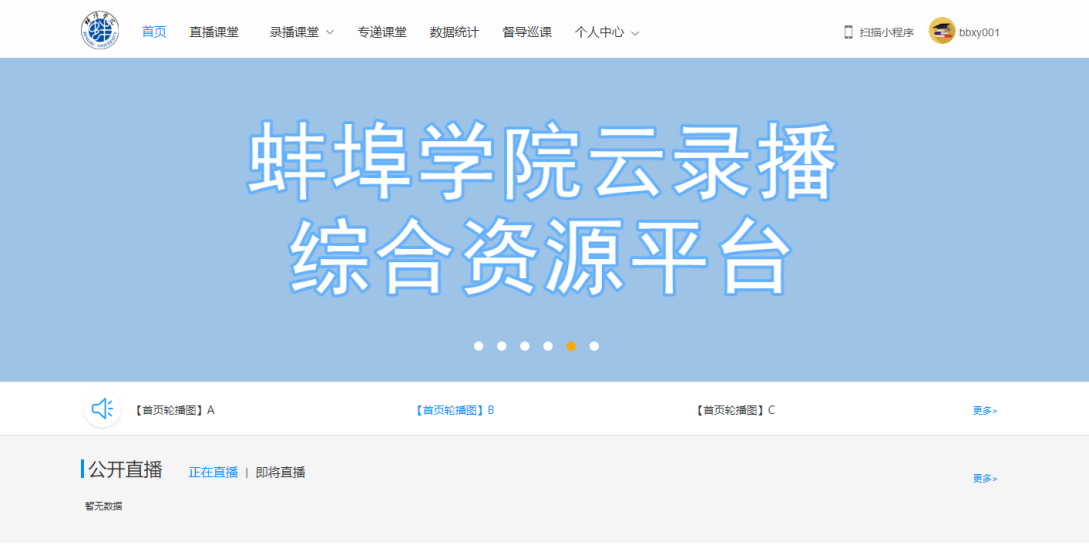 首页 直播课堂 录播课堂 专递课堂 数据统计 督导巡课 个人中心 扫描小程序 bbxy001
蚌埠学院云录播
综合资源平台
【首页轮播图】A 【首页轮播图】B 【首页轮播图】C 更多>
公开直播 正在直播 | 即将直播 更多>
暂无数据